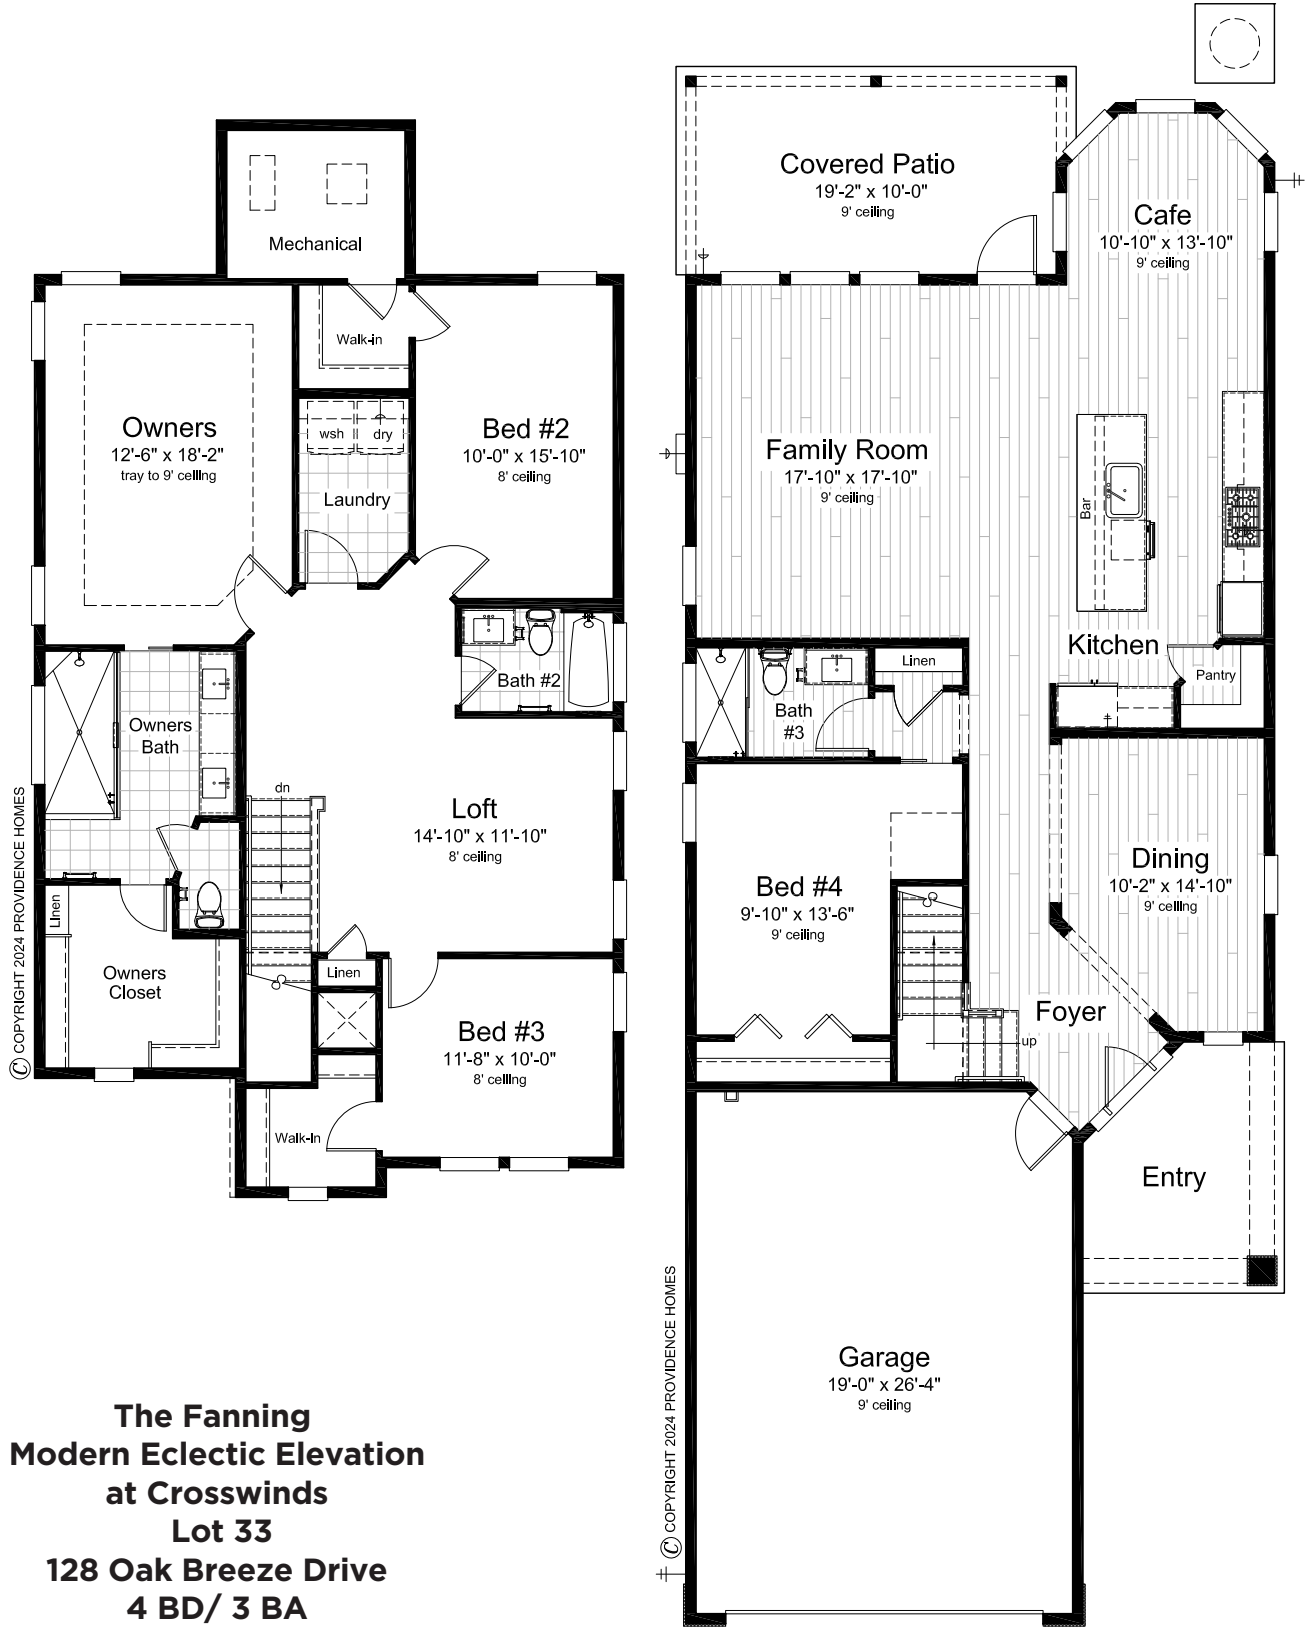 Mechanical
Walk-in
Owners
12'-6" x 18'-2"
tray to 9' ceiling
wsh
dry
Laundry
Bed #2
10'-0" x 15'-10"
8' ceiling
Bath #2
Owners
Bath
dn
Loft
14'-10" x 11'-10"
8' ceiling
Linen
Owners
Closet
Linen
Bed #3
11'-8" x 10'-0"
8' ceiling
Walk-In
© COPYRIGHT 2024 PROVIDENCE HOMES
Covered Patio
19'-2" x 10'-0"
9' ceiling
Cafe
10'-10" x 13'-10"
9' ceiling
Family Room
17'-10" x 17'-10"
9' ceiling
Bar
Kitchen
Pantry
Linen
Bath
#3
Bed #4
9'-10" x 13'-6"
9' ceiling
Dining
10'-2" x 14'-10"
9' ceiling
Foyer
up
Entry
Garage
19'-0" x 26'-4"
9' ceiling
© COPYRIGHT 2024 PROVIDENCE HOMES
The Fanning
Modern Eclectic Elevation
at Crosswinds
Lot 33
128 Oak Breeze Drive
4 BD/ 3 BA